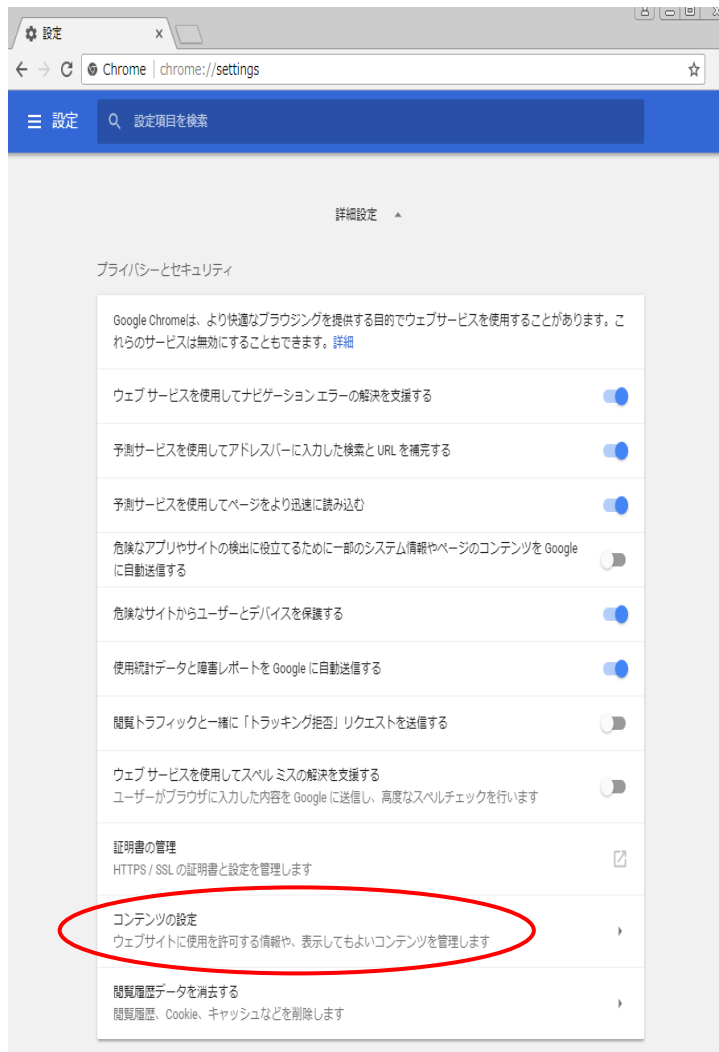 設定
Chrome | chrome://settings
設定
設定項目を検索
詳細設定
プライバシーとセキュリティ
Google Chromeは、より快適なブラウジングを提供する目的でウェブサービスを使用することがあります。こ
れらのサービスは無効にすることもできます。詳細
ウェブ サービスを使用してナビゲーション エラーの解決を支援する
予測サービスを使用してアドレスバーに入力した検索と URL を補完する
予測サービスを使用してページをより迅速に読み込む
危険なアプリやサイトの検出に役立てるために一部のシステム情報やページのコンテンツを Google
に自動送信する
危険なサイトからユーザーとデバイスを保護する
使用統計データと障害レポートを Google に自動送信する
閲覧トラフィックと一緒に「トラッキング拒否」リクエストを送信する
ウェブ サービスを使用してスペル ミスの解決を支援する
ユーザーがブラウザに入力した内容を Google に送信し、高度なスペルチェックを行います
証明書の管理
HTTPS / SSL の証明書と設定を管理します
コンテンツの設定
ウェブサイトに使用を許可する情報や、表示してもよいコンテンツを管理します
閲覧履歴データを消去する
閲覧履歴、Cookie、キャッシュなどを削除します